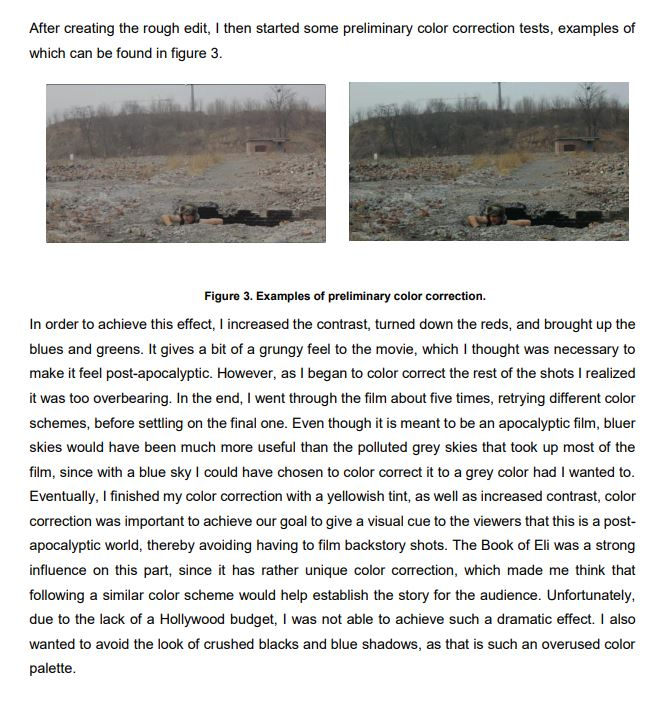 After creating the rough edit, I then started some preliminary color correction tests, examples of
which can be found in figure 3.
Figure 3. Examples of preliminary color correction.
In order to achieve this effect, I increased the contrast, turned down the reds, and brought up the
blues and greens. It gives a bit of a grungy feel to the movie, which I thought was necessary to
make it feel post-apocalyptic. However, as I began to color correct the rest of the shots I realized
it was too overbearing. In the end, I went through the film about five times, retrying different color
schemes, before settling on the final one. Even though it is meant to be an apocalyptic film, bluer
skies would have been much more useful than the polluted grey skies that took up most of the
film, since with a blue sky I could have chosen to color correct it to a grey color had I wanted to.
Eventually, I finished my color correction with a yellowish tint, as well as increased contrast, color
correction was important to achieve our goal to give a visual cue to the viewers that this is a post-
apocalyptic world, thereby avoiding having to film backstory shots. The Book of Eli was a strong
influence on this part, since it has rather unique color correction, which made me think that
following a similar color scheme would help establish the story for the audience. Unfortunately,
due to the lack of a Hollywood budget, I was not able to achieve such a dramatic effect. I also
wanted to avoid the look of crushed blacks and blue shadows, as that is such an overused color
palette.